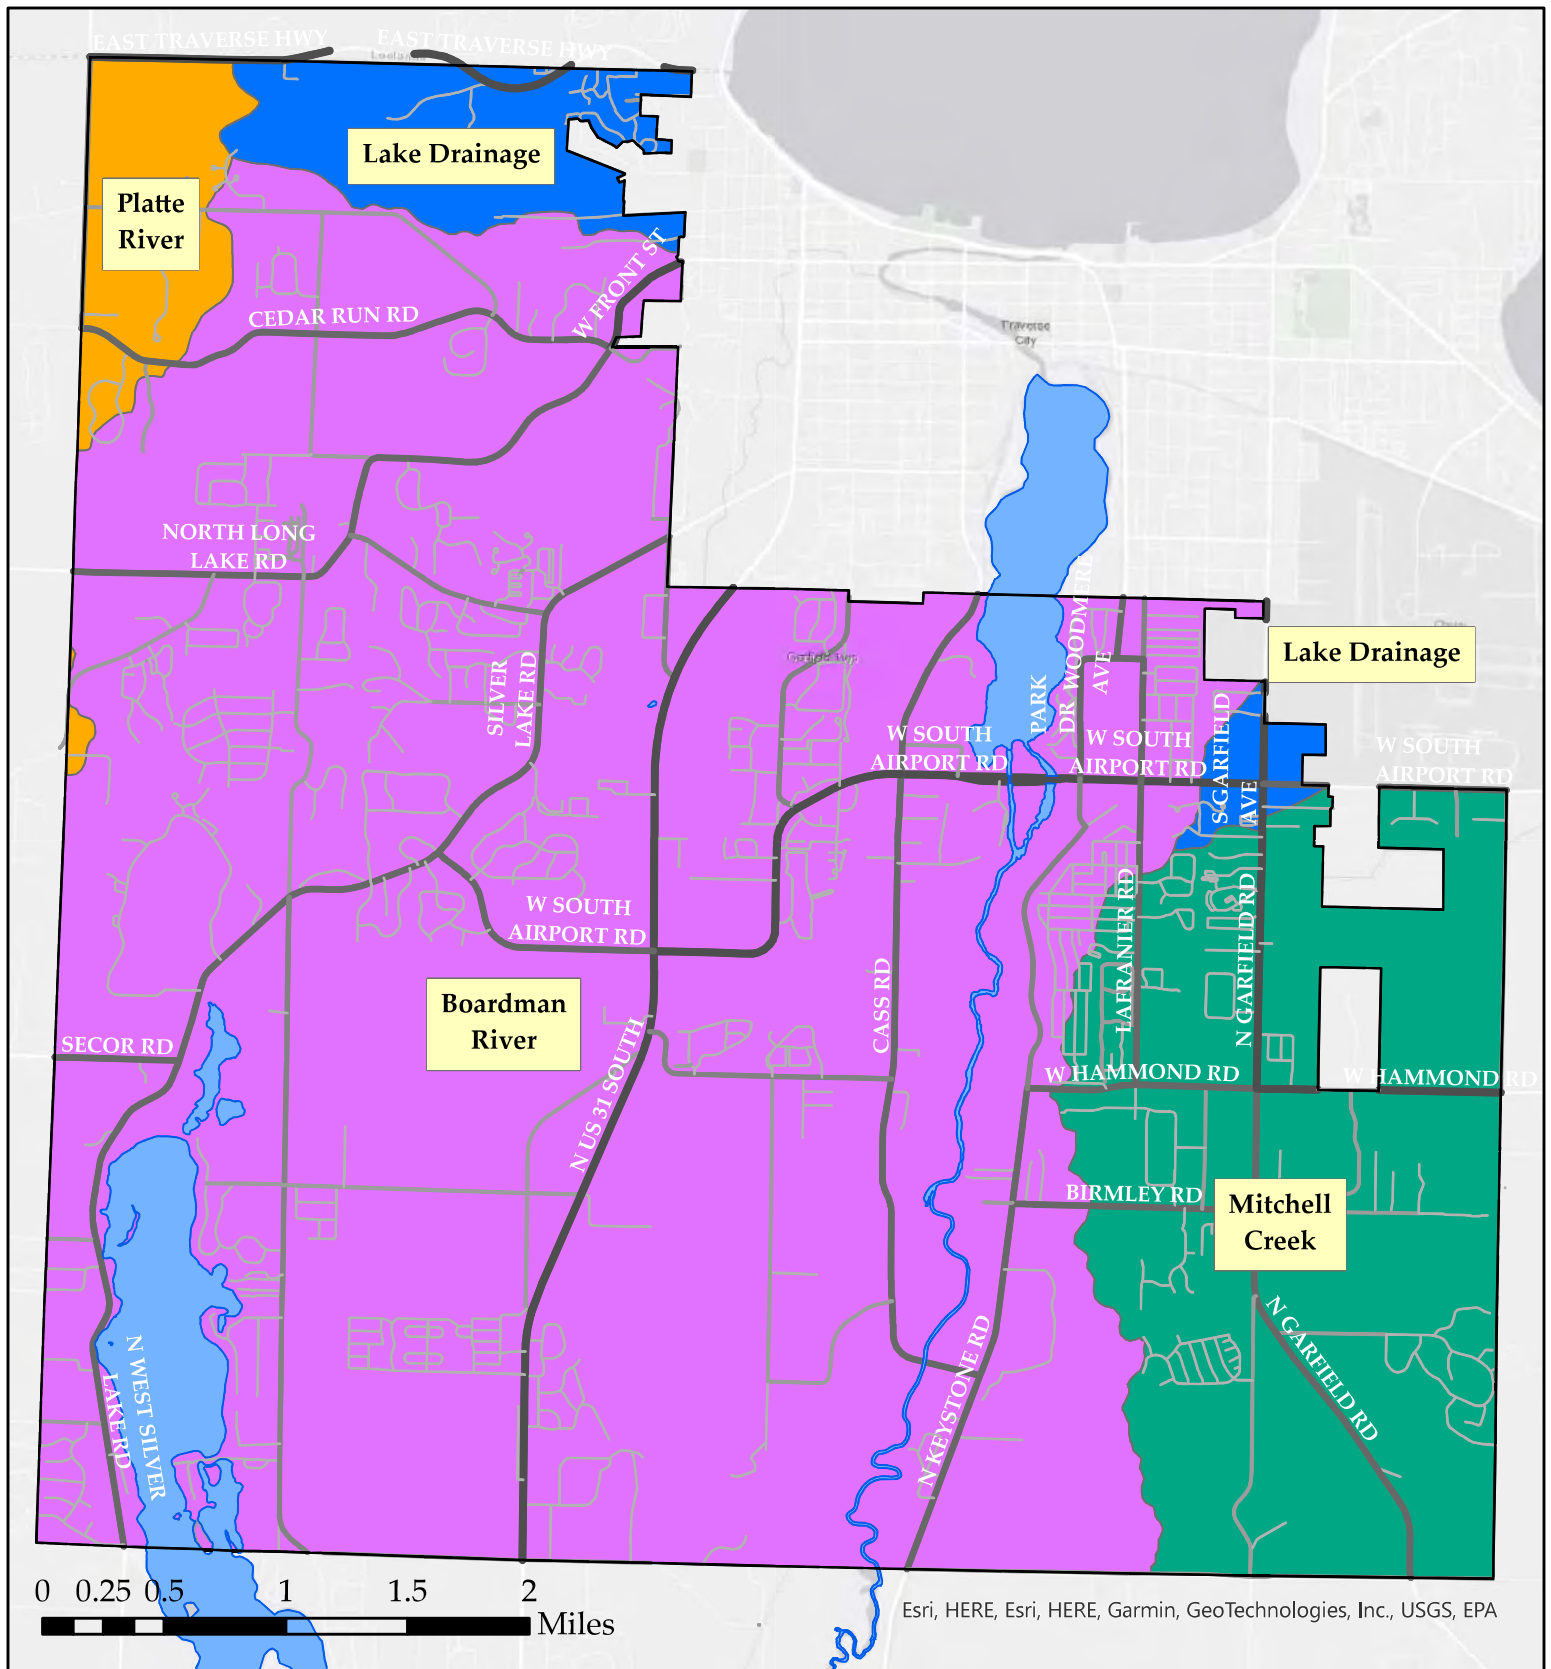 EAST TRAVERSE HWY
EAST TRAVERSE HWY
Lake Drainage
Platte
River
W FRONT ST
CEDAR RUN RD
Traverse
City
NORTH LONG
LAKE RD
SILVER
LAKE RD
PARK
DR WOODMERE
AVE
Lake Drainage
W SOUTH
AIRPORT RD
W SOUTH
AIRPORT RD
S GARFIELD
AVE
W SOUTH
AIRPORT RD
W SOUTH
AIRPORT RD
LAFRANIER RD
N GARFIELD RD
CASS RD
Boardman
River
SECOR RD
N US 31 SOUTH
W HAMMOND RD
W HAMMOND RD
BIRMLEY RD
Mitchell
Creek
N GARFIELD RD
N KEYSTONE RD
N WEST SILVER
LAKE RD
0 0.25 0.5 1 1.5 2
Miles
Esri, HERE, Esri, HERE, Garmin, GeoTechnologies, Inc., USGS, EPA